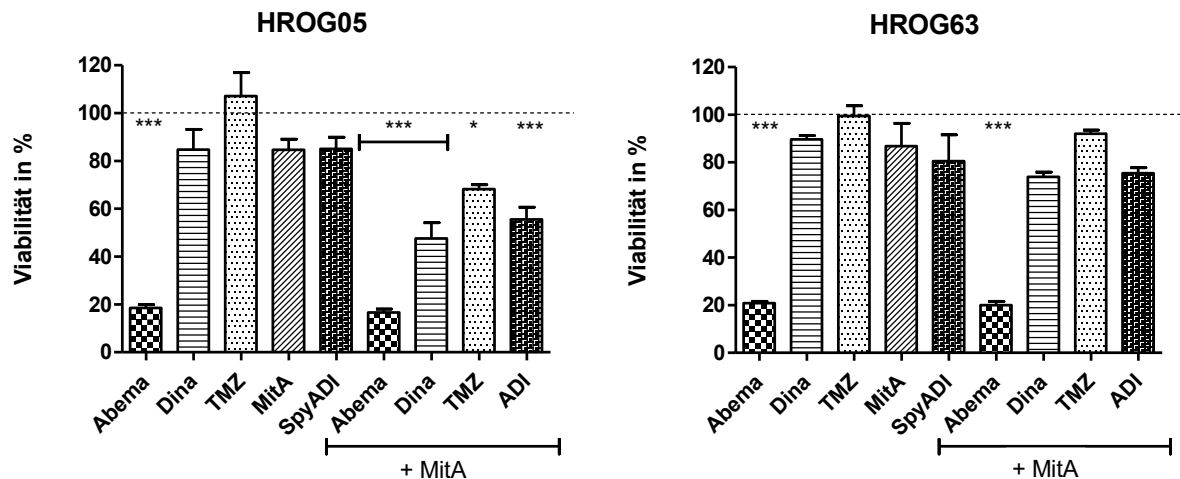 HROG05
Viabilität in %
120
100
80
60
40
20
0
***
***
*
***
Abema
Dina
TMZ
MitA
SpyADI
Abema
Dina
TMZ
ADI
+ MitA
HROG63
Viabilität in %
120
100
80
60
40
20
0
***
***
Abema
Dina
TMZ
MitA
SpyADI
Abema
Dina
TMZ
ADI
+ MitA